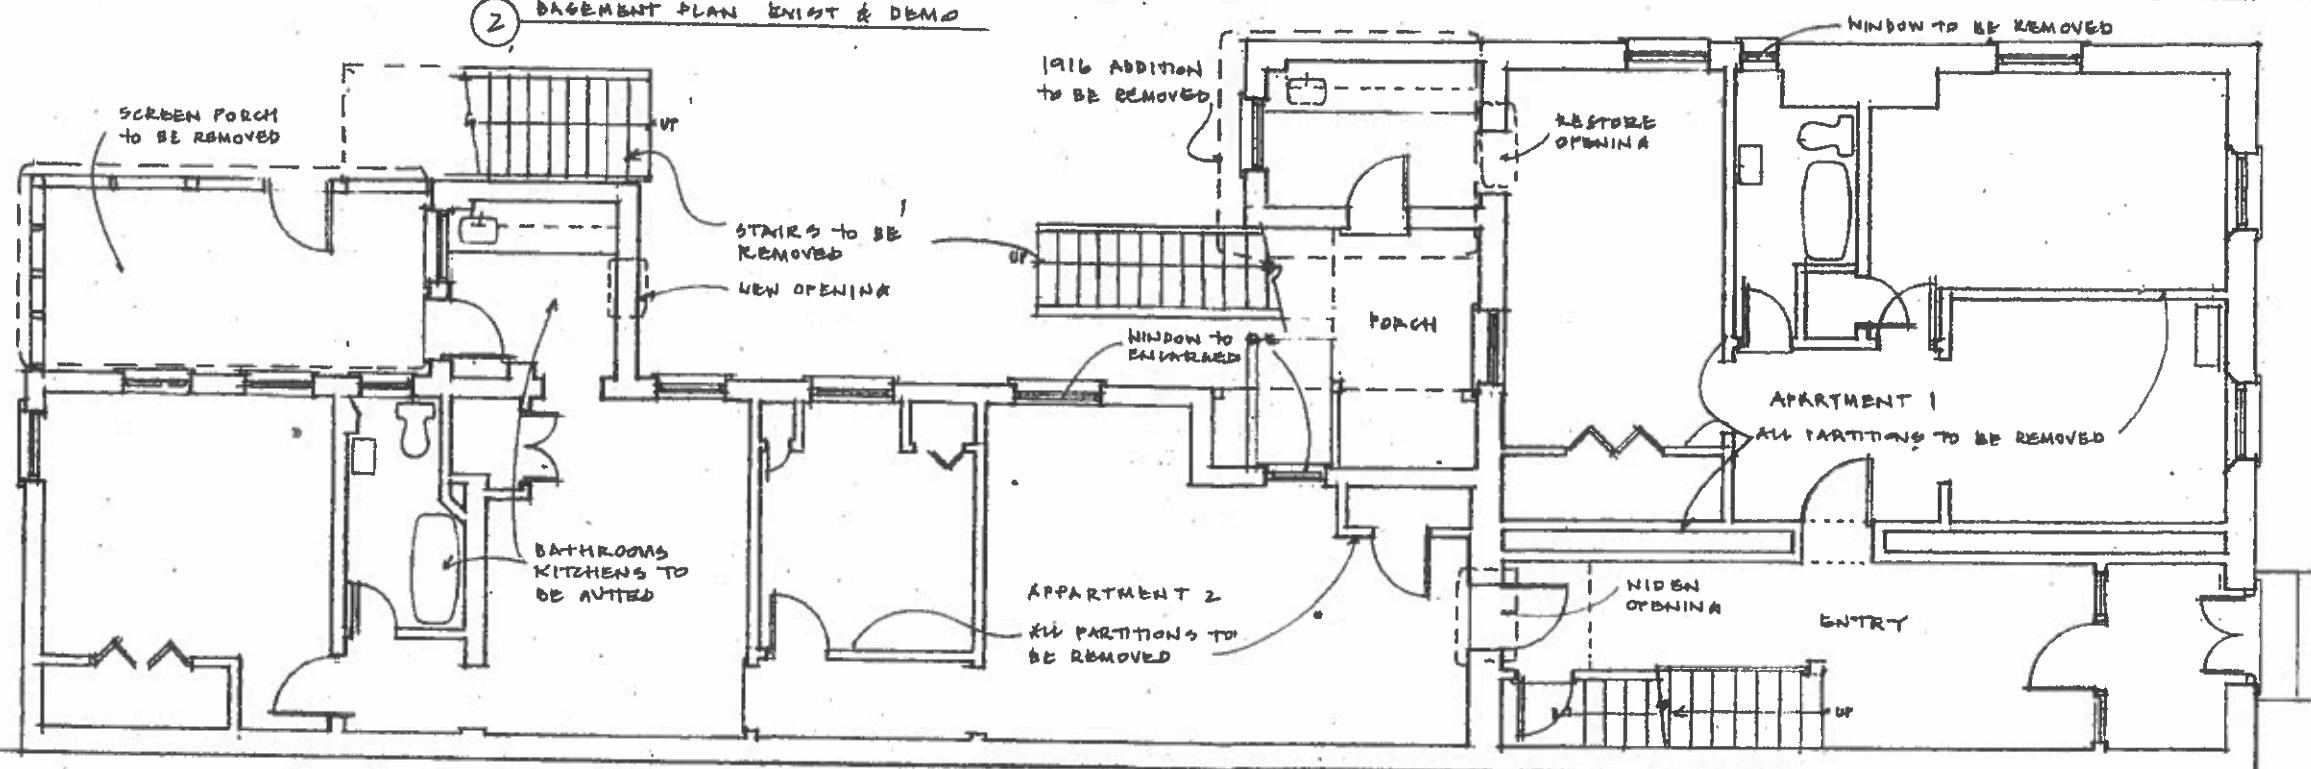 2 BASEMENT PLAN EXIST & DEMO
WINDOW TO BE REMOVED
1916 ADDITION
TO BE REMOVED
SCREEN PORCH
TO BE REMOVED
UP
RESTORE
OPENING
STAIRS TO BE
REMOVED
UP
NEW OPENING
PORCH
WINDOW TO BE
ENLARGED
APARTMENT 1
ALL PARTITIONS TO BE REMOVED
BATHROOMS
KITCHENS TO
BE GUTTED
APPARTMENT 2
WIDEN
OPENING
ENTRY
ALL PARTITIONS TO
BE REMOVED
UP